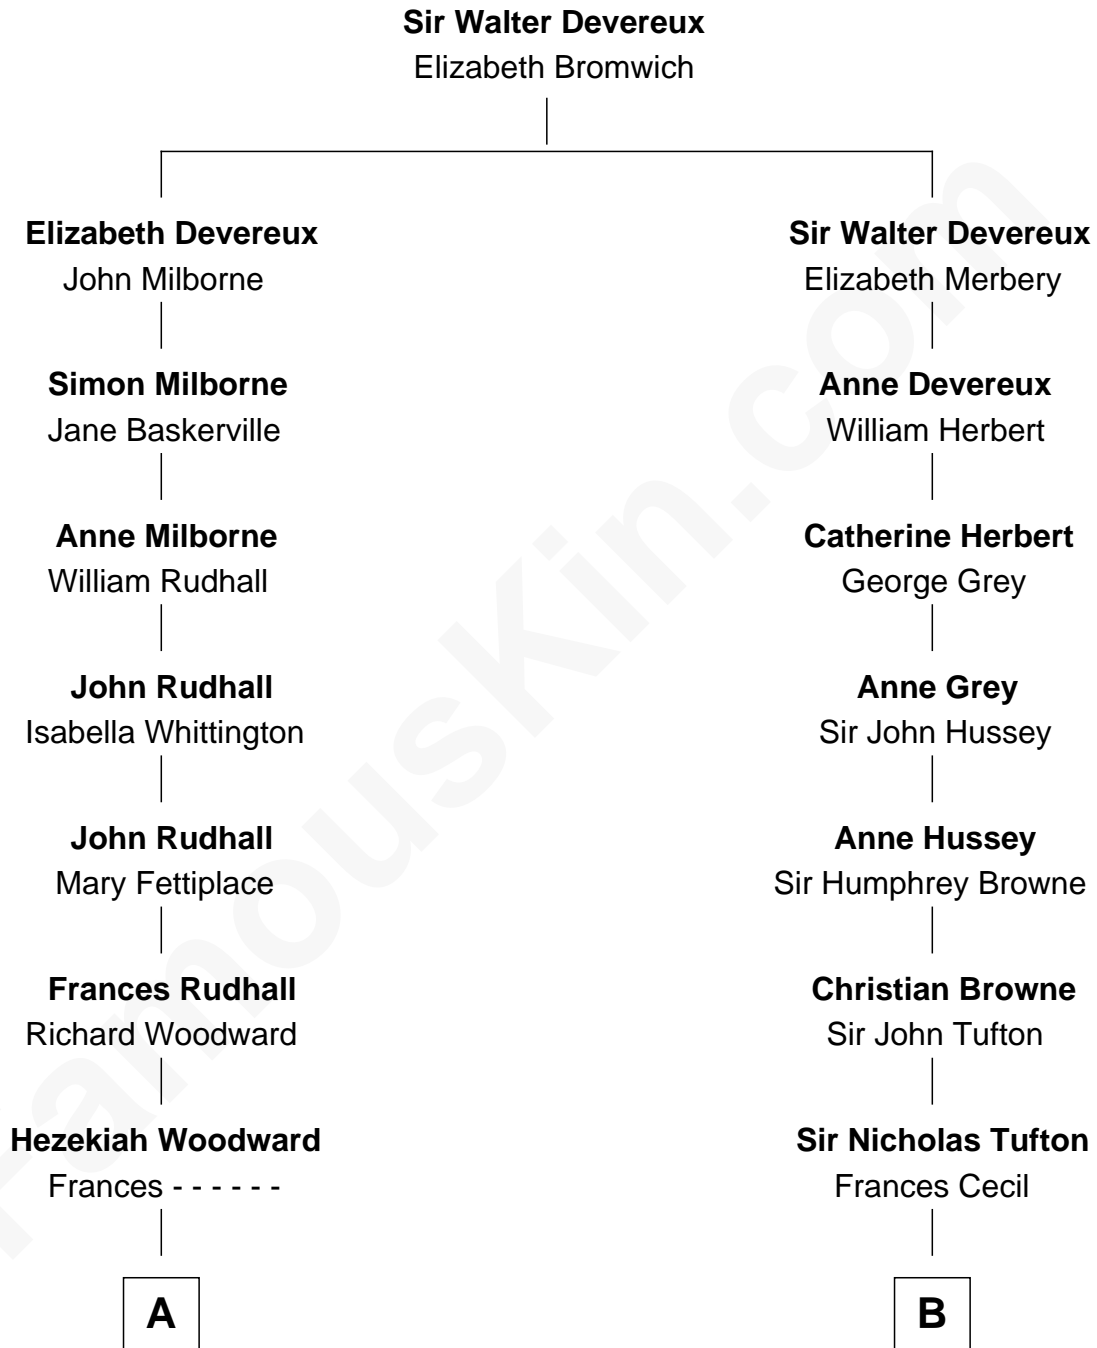 Sir Walter Devereux
Elizabeth Bromwich
Elizabeth Devereux
John Milborne
Sir Walter Devereux
Elizabeth Merbery
Simon Milborne
Jane Baskerville
Anne Devereux
William Herbert
Anne Milborne
William Rudhall
Catherine Herbert
George Grey
John Rudhall
Isabella Whittington
Anne Grey
Sir John Hussey
John Rudhall
Mary Fettiplace
Anne Hussey
Sir Humphrey Browne
Frances Rudhall
Richard Woodward
Christian Browne
Sir John Tufton
Hezekiah Woodward
Frances - - - - - -
Sir Nicholas Tufton
Frances Cecil
A
B
FamousKin.com